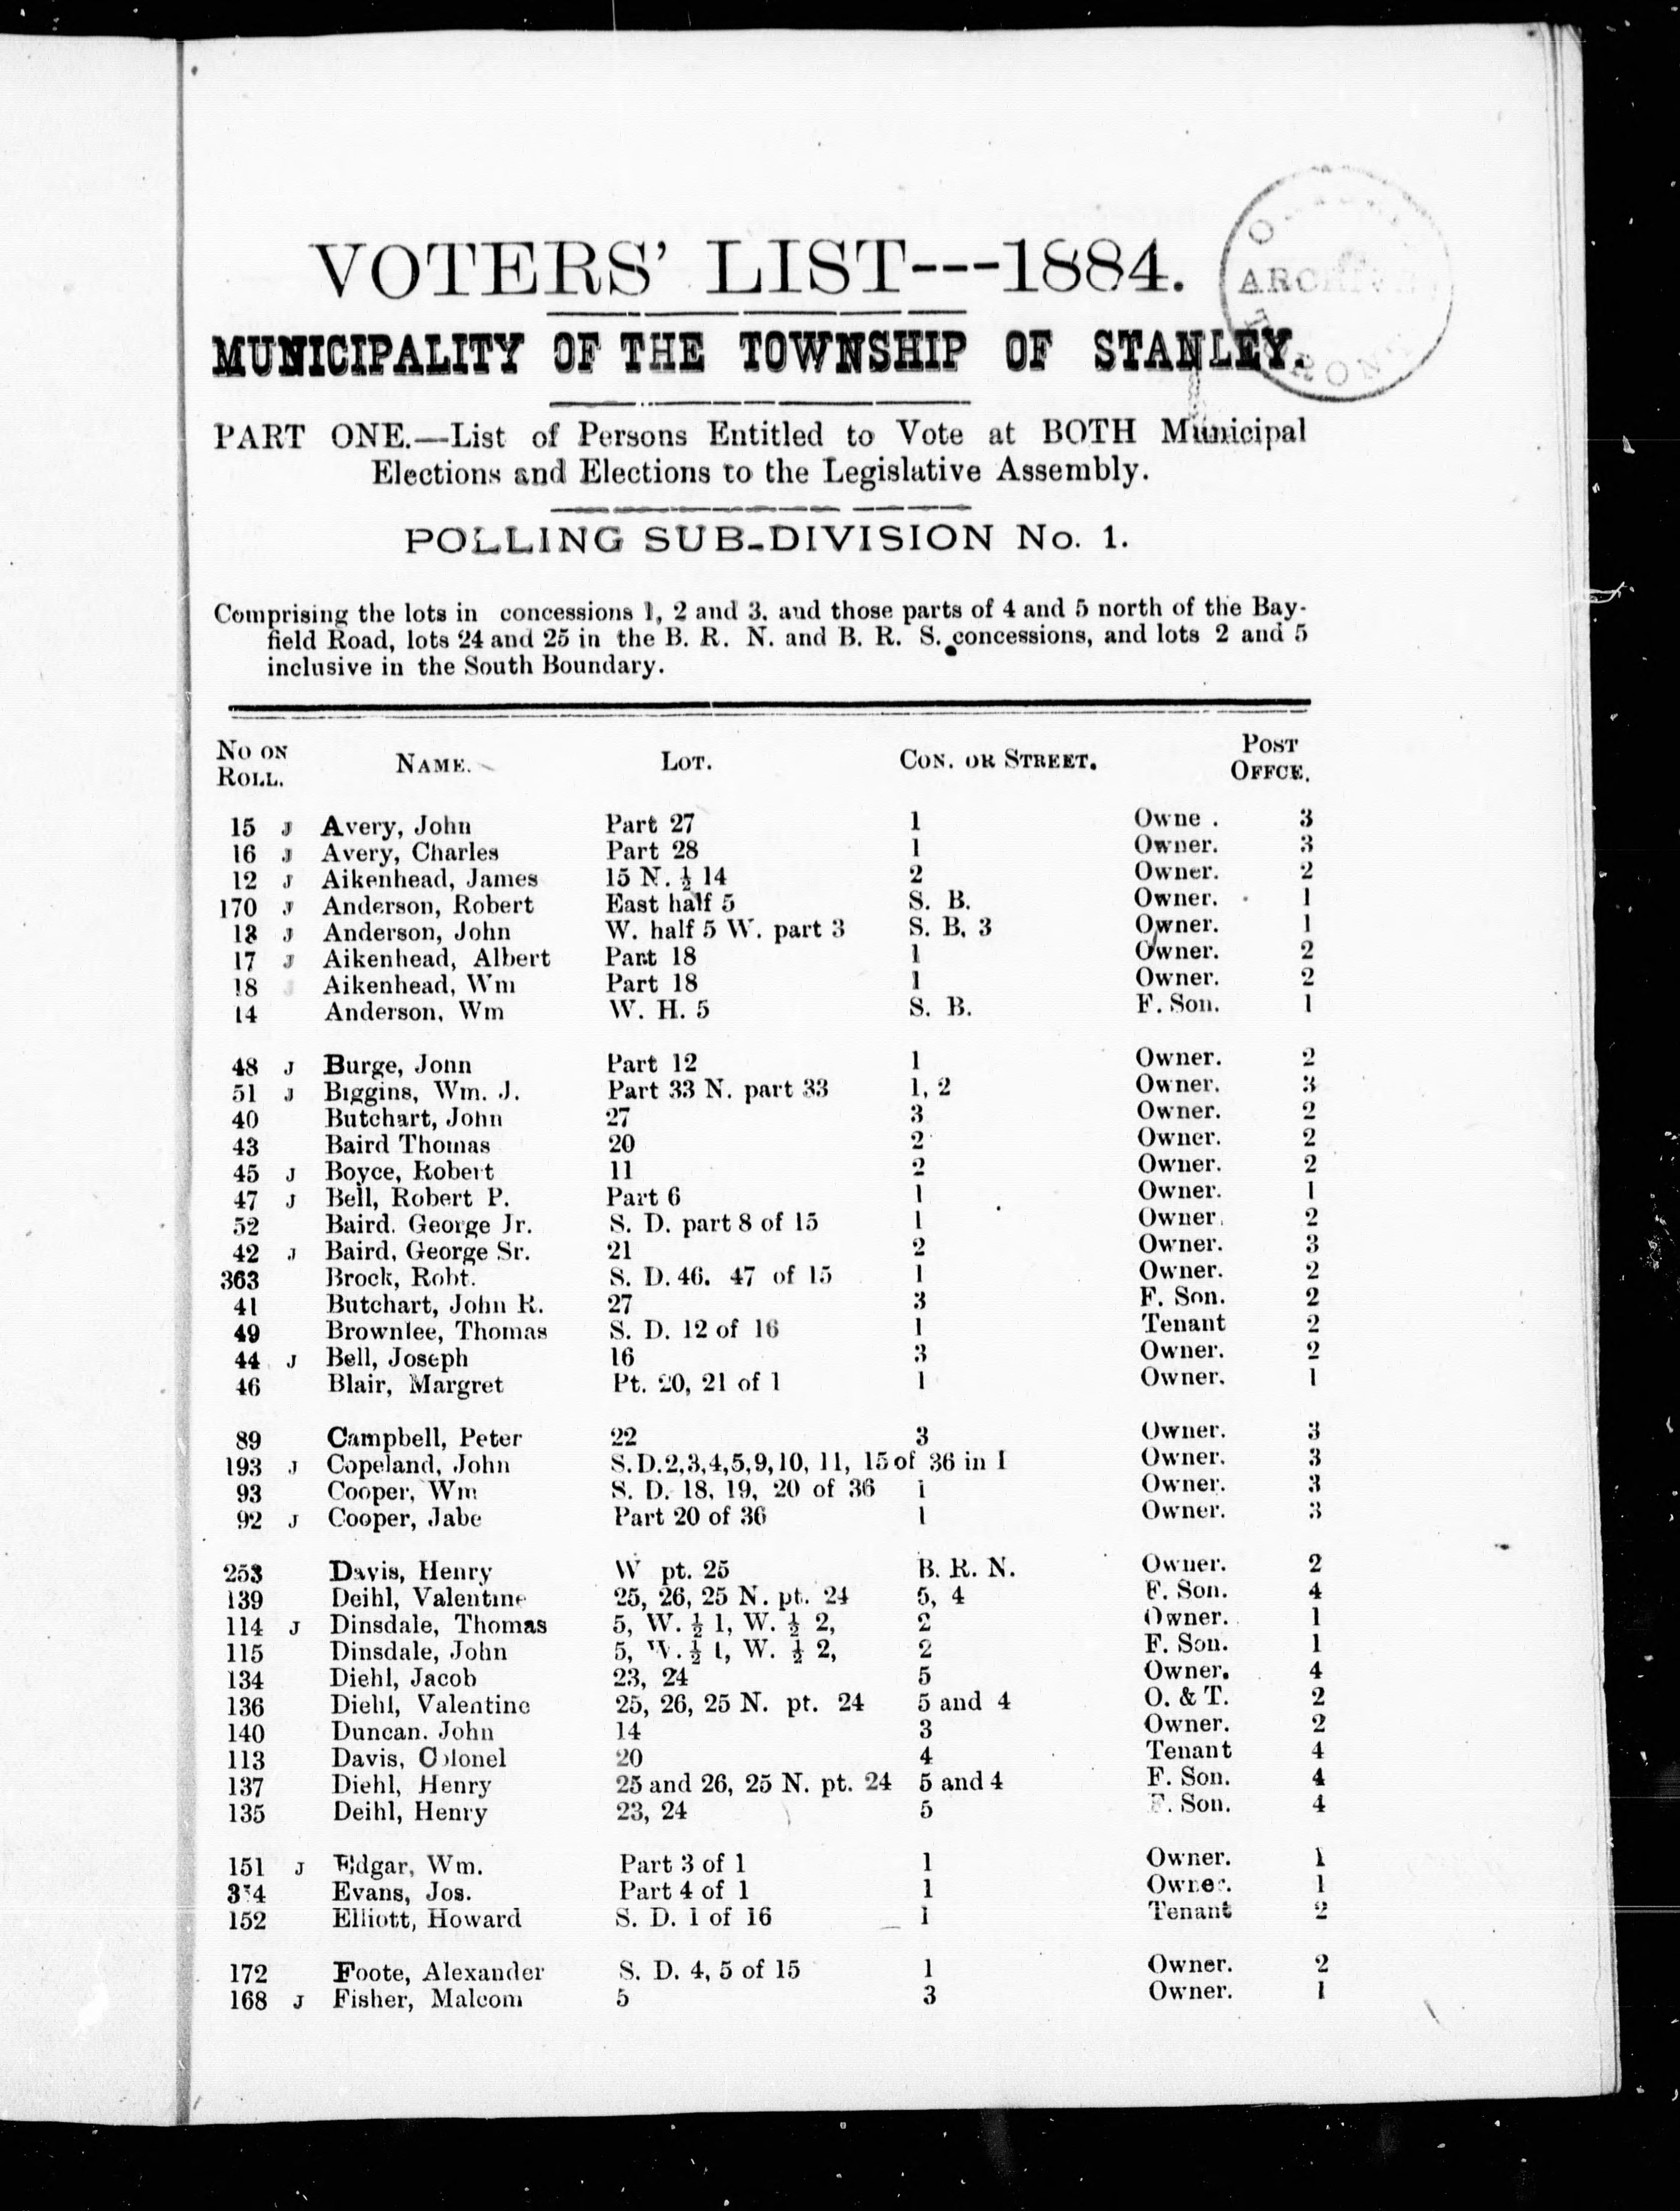 VOTERS' LIST---1884.
ARCHIVES
MUNICIPALITY OF THE TOWNSHIP OF STANLEY.
PART ONE.—List of Persons Entitled to Vote at BOTH Municipal
Elections and Elections to the Legislative Assembly.
POLLING SUB-DIVISION No. 1.
Comprising the lots in concessions 1, 2 and 3. and those parts of 4 and 5 north of the Bay-
field Road, lots 24 and 25 in the B. R. N. and B. R. S. concessions, and lots 2 and 5
inclusive in the South Boundary.
No on Roll. Name. Lot. Con. or Street. Post Offce.
15 J Avery, John Part 27 1 Owne . 3
16 J Avery, Charles Part 28 1 Owner. 3
12 J Aikenhead, James 15 N. ½ 14 2 Owner. 2
170 J Anderson, Robert East half 5 S. B. Owner. 1
13 J Anderson, John W. half 5 W. part 3 S. B, 3 Owner. 1
17 J Aikenhead, Albert Part 18 1 Owner. 2
18 Aikenhead, Wm Part 18 1 Owner. 2
14 Anderson, Wm W. H. 5 S. B. F. Son. 1
48 J Burge, John Part 12 1 Owner. 2
51 J Biggins, Wm. J. Part 33 N. part 33 1, 2 Owner. 3
40 Butchart, John 27 3 Owner. 2
43 Baird Thomas 20 2 Owner. 2
45 J Boyce, Robert 11 2 Owner. 2
47 J Bell, Robert P. Part 6 1 Owner. 1
52 Baird. George Jr. S. D. part 8 of 15 1 Owner. 2
42 J Baird, George Sr. 21 2 Owner. 3
363 Brock, Robt. S. D. 46. 47 of 15 1 Owner. 2
41 Butchart, John R. 27 3 F. Son. 2
49 Brownlee, Thomas S. D. 12 of 16 1 Tenant 2
44 J Bell, Joseph 16 3 Owner. 2
46 Blair, Margret Pt. 20, 21 of 1 1 Owner. 1
89 Campbell, Peter 22 3 Owner. 3
193 J Copeland, John S.D.2,3,4,5,9,10, 11, 15 of 36 in 1 Owner. 3
93 Cooper, Wm S. D. 18, 19, 20 of 36 1 Owner. 3
92 J Cooper, Jabe Part 20 of 36 1 Owner. 3
253 Davis, Henry W pt. 25 B. R. N. Owner. 2
139 Deihl, Valentine 25, 26, 25 N. pt. 24 5, 4 F. Son. 4
114 J Dinsdale, Thomas 5, W. ½ 1, W. ½ 2, 2 Owner. 1
115 Dinsdale, John 5, W. ½ 1, W. ½ 2, 2 F. Son. 1
134 Diehl, Jacob 23, 24 5 Owner. 4
136 Diehl, Valentine 25, 26, 25 N. pt. 24 5 and 4 O. & T. 2
140 Duncan. John 14 3 Owner. 2
113 Davis, Colonel 20 4 Tenant 4
137 Diehl, Henry 25 and 26, 25 N. pt. 24 5 and 4 F. Son. 4
135 Deihl, Henry 23, 24 5 F. Son. 4
151 J Edgar, Wm. Part 3 of 1 1 Owner. 1
Evans, Jos. Part 4 of 1 1 Owner. 1
152 Elliott, Howard S. D. 1 of 16 1 Tenant 2
172 Foote, Alexander S. D. 4, 5 of 15 1 Owner. 2
168 J Fisher, Malcom 5 3 Owner. 1